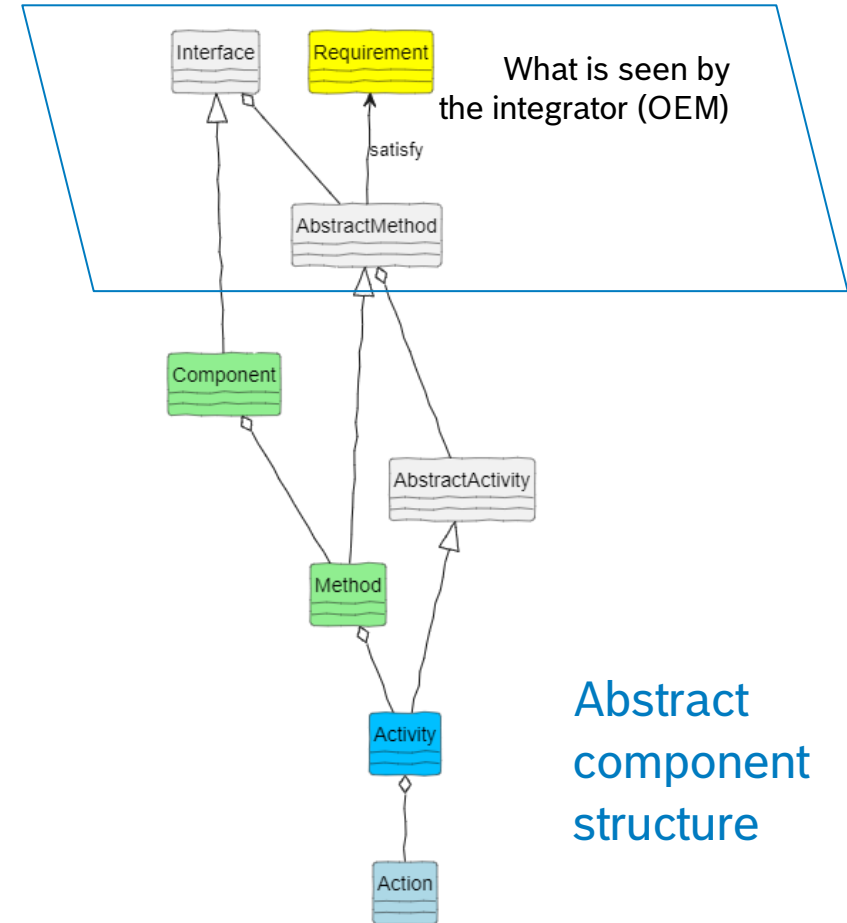 Interface
Requirement
What is seen by
the integrator (OEM)
satisfy
AbstractMethod
Component
AbstractActivity
Method
Abstract
component
structure
Activity
Action